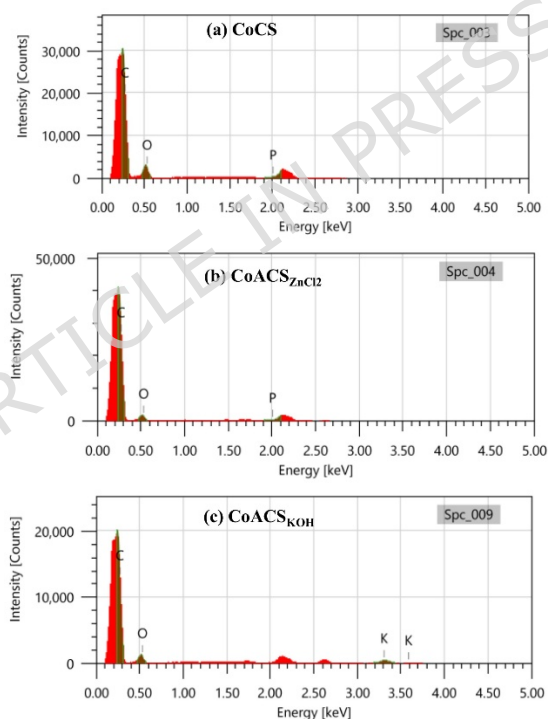 (a) CoCS
Spc_003
Intensity [Counts]
30,000
20,000
10,000
0
C
O
P
0.00 0.50 1.00 1.50 2.00 2.50 3.00 3.50 4.00 4.50 5.00
Energy [keV]
(b) CoACSZnCl2
Spc_004
Intensity [Counts]
50,000
0
C
O
P
0.00 0.50 1.00 1.50 2.00 2.50 3.00 3.50 4.00 4.50 5.00
Energy [keV]
(c) CoACSKOH
Spc_009
Intensity [Counts]
20,000
10,000
0
C
O
K K
0.00 0.50 1.00 1.50 2.00 2.50 3.00 3.50 4.00 4.50 5.00
Energy [keV]
ARTICLE IN PRESS